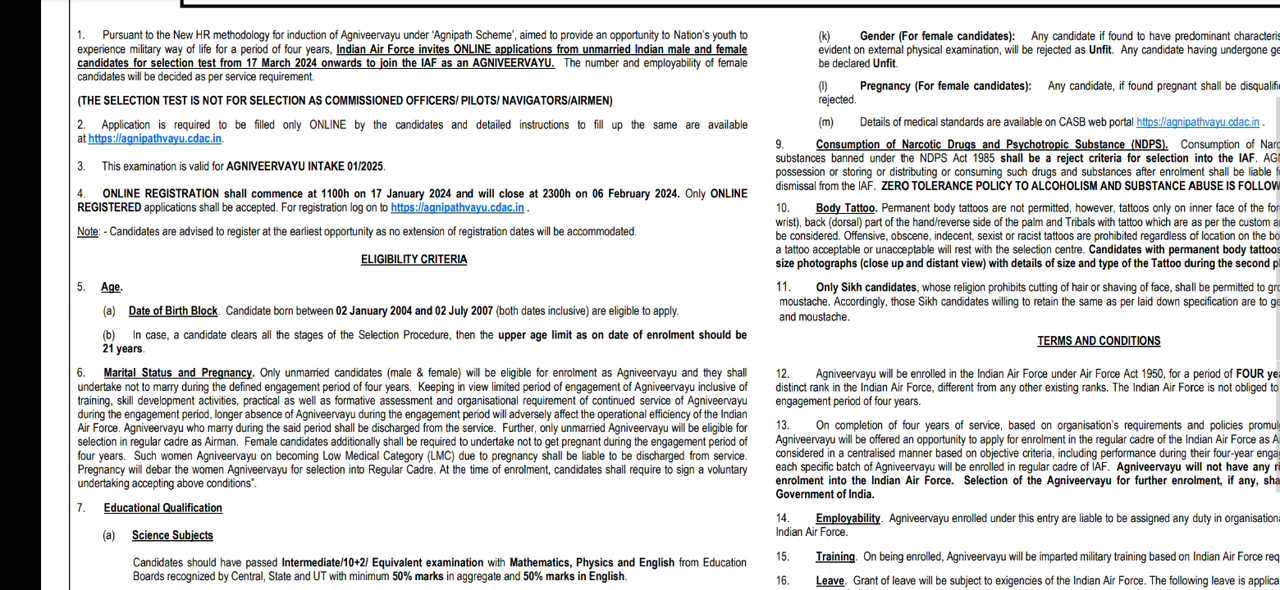 1. Pursuant to the New HR methodology for induction of Agniveervayu under 'Agnipath Scheme', aimed to provide an opportunity to Nation's youth to
experience military way of life for a period of four years, Indian Air Force invites ONLINE applications from unmarried Indian male and female
candidates for selection test from 17 March 2024 onwards to join the IAF as an AGNIVEERVAYU. The number and employability of female
candidates will be decided as per service requirement.
(THE SELECTION TEST IS NOT FOR SELECTION AS COMMISSIONED OFFICERS/ PILOTS/ NAVIGATORS/AIRMEN)
2. Application is required to be filled only ONLINE by the candidates and detailed instructions to fill up the same are available
at https://agnipathvayu.cdac.in.
3. This examination is valid for AGNIVEERVAYU INTAKE 01/2025.
4. ONLINE REGISTRATION shall commence at 1100h on 17 January 2024 and will close at 2300h on 06 February 2024. Only ONLINE
REGISTERED applications shall be accepted. For registration log on to https://agnipathvayu.cdac.in .
Note: - Candidates are advised to register at the earliest opportunity as no extension of registration dates will be accommodated.
ELIGIBILITY CRITERIA
5. Age.
(a) Date of Birth Block. Candidate born between 02 January 2004 and 02 July 2007 (both dates inclusive) are eligible to apply.
(b) In case, a candidate clears all the stages of the Selection Procedure, then the upper age limit as on date of enrolment should be
21 years.
6. Marital Status and Pregnancy. Only unmarried candidates (male & female) will be eligible for enrolment as Agniveervayu and they shall
undertake not to marry during the defined engagement period of four years. Keeping in view limited period of engagement of Agniveervayu inclusive of
training, skill development activities, practical as well as formative assessment and organisational requirement of continued service of Agniveervayu
during the engagement period, longer absence of Agniveervayu during the engagement period will adversely affect the operational efficiency of the Indian
Air Force. Agniveervayu who marry during the said period shall be discharged from the service. Further, only unmarried Agniveervayu will be eligible for
selection in regular cadre as Airman. Female candidates additionally shall be required to undertake not to get pregnant during the engagement period of
four years. Such women Agniveervayu on becoming Low Medical Category (LMC) due to pregnancy shall be liable to be discharged from service.
Pregnancy will debar the women Agniveervayu for selection into Regular Cadre. At the time of enrolment, candidates shall require to sign a voluntary
undertaking accepting above conditions".
7. Educational Qualification
(a) Science Subjects
Candidates should have passed Intermediate/10+2/ Equivalent examination with Mathematics, Physics and English from Education
Boards recognized by Central, State and UT with minimum 50% marks in aggregate and 50% marks in English.
(k) Gender (For female candidates): Any candidate if found to have predominant
evident on external physical examination, will be rejected as Unfit. Any candidate having undergone
be declared Unfit.
(l) Pregnancy (For female candidates): Any candidate, if found pregnant shall be
rejected.
(m) Details of medical standards are available on CASB web portal https://agnipathvayu.cdac.in .
9. Consumption of Narcotic Drugs and Psychotropic Substance (NDPS). Consumption of
substances banned under the NDPS Act 1985 shall be a reject criteria for selection into the IAF.
possession or storing or distributing or consuming such drugs and substances after enrolment shall be liable
dismissal from the IAF. ZERO TOLERANCE POLICY TO ALCOHOLISM AND SUBSTANCE ABUSE IS
10. Body Tattoo. Permanent body tattoos are not permitted, however, tattoos only on inner face of the
wrist), back (dorsal) part of the hand/reverse side of the palm and Tribals with tattoo which are as per the custom
be considered. Offensive, obscene, indecent, sexist or racist tattoos are prohibited regardless of location on the
a tattoo acceptable or unacceptable will rest with the selection centre. Candidates with permanent body
size photographs (close up and distant view) with details of size and type of the Tattoo during the second
11. Only Sikh candidates, whose religion prohibits cutting of hair or shaving of face, shall be permitted to
moustache. Accordingly, those Sikh candidates willing to retain the same as per laid down specification are to
and moustache.
TERMS AND CONDITIONS
12. Agniveervayu will be enrolled in the Indian Air Force under Air Force Act 1950, for a period of FOUR
distinct rank in the Indian Air Force, different from any other existing ranks. The Indian Air Force is not obliged to
engagement period of four years.
13. On completion of four years of service, based on organisation's requirements and policies
Agniveervayu will be offered an opportunity to apply for enrolment in the regular cadre of the Indian Air Force as
considered in a centralised manner based on objective criteria, including performance during their four-year
each specific batch of Agniveervayu will be enrolled in regular cadre of IAF. Agniveervayu will not have any
enrolment into the Indian Air Force. Selection of the Agniveervayu for further enrolment, if any,
Government of India.
14. Employability. Agniveervayu enrolled under this entry are liable to be assigned any duty in
Indian Air Force.
15. Training. On being enrolled, Agniveervayu will be imparted military training based on Indian Air Force
16. Leave. Grant of leave will be subject to exigencies of the Indian Air Force. The following leave is